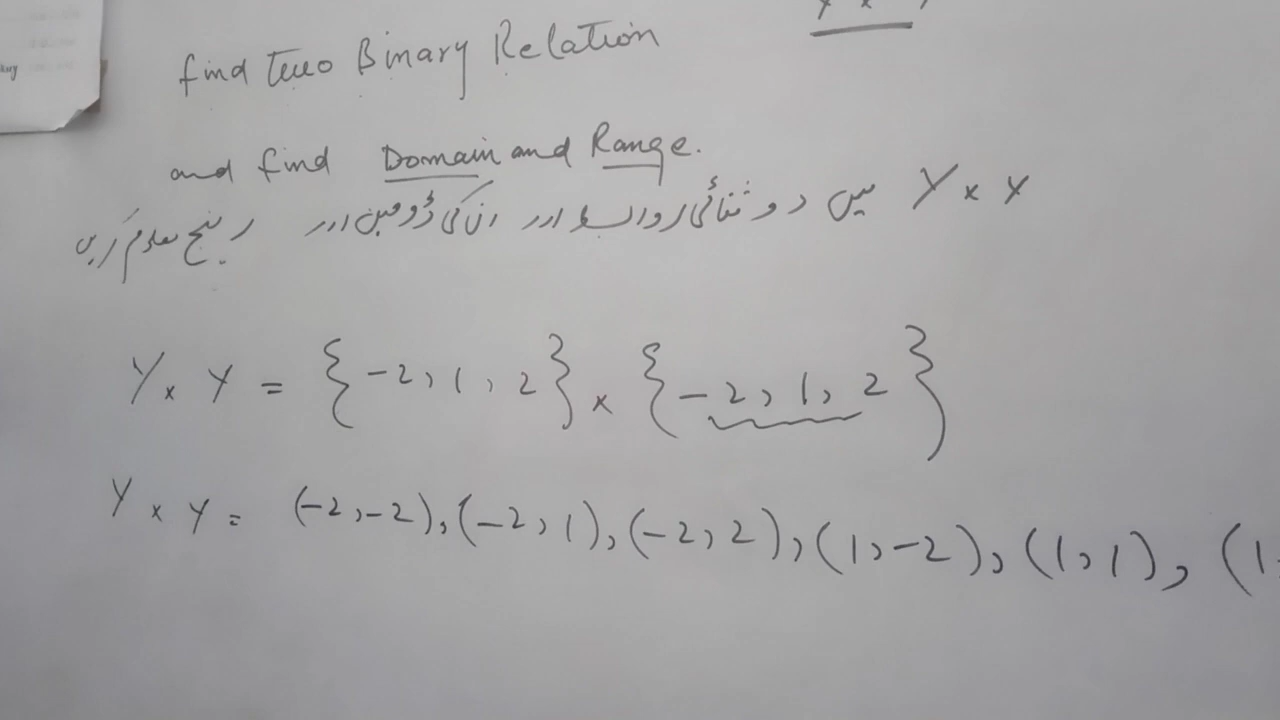 find two Binary Relation
and find Domain and Range.
Y × Y میں دو ثنائی روابط اور ان کی ڈومین اور رینج معلوم کریں
Y × Y = {-2, 1, 2} × {-2, 1, 2}
Y × Y = (-2, -2), (-2, 1), (-2, 2), (1, -2), (1, 1), (1